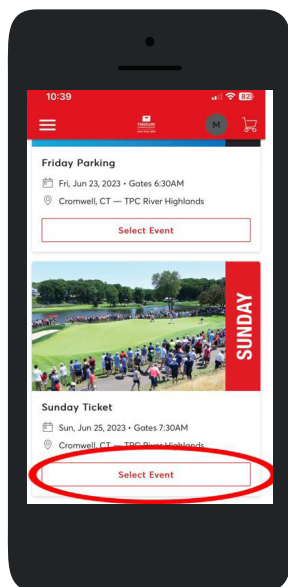 10:39
82
TRAVELERS
M
Friday Parking
Fri, Jun 23, 2023 • Gates 6:30AM
Cromwell, CT — TPC River Highlands
Select Event
SUNDAY
Sunday Ticket
Sun, Jun 25, 2023 • Gates 7:30AM
Cromwell, CT — TPC River Highlands
Select Event